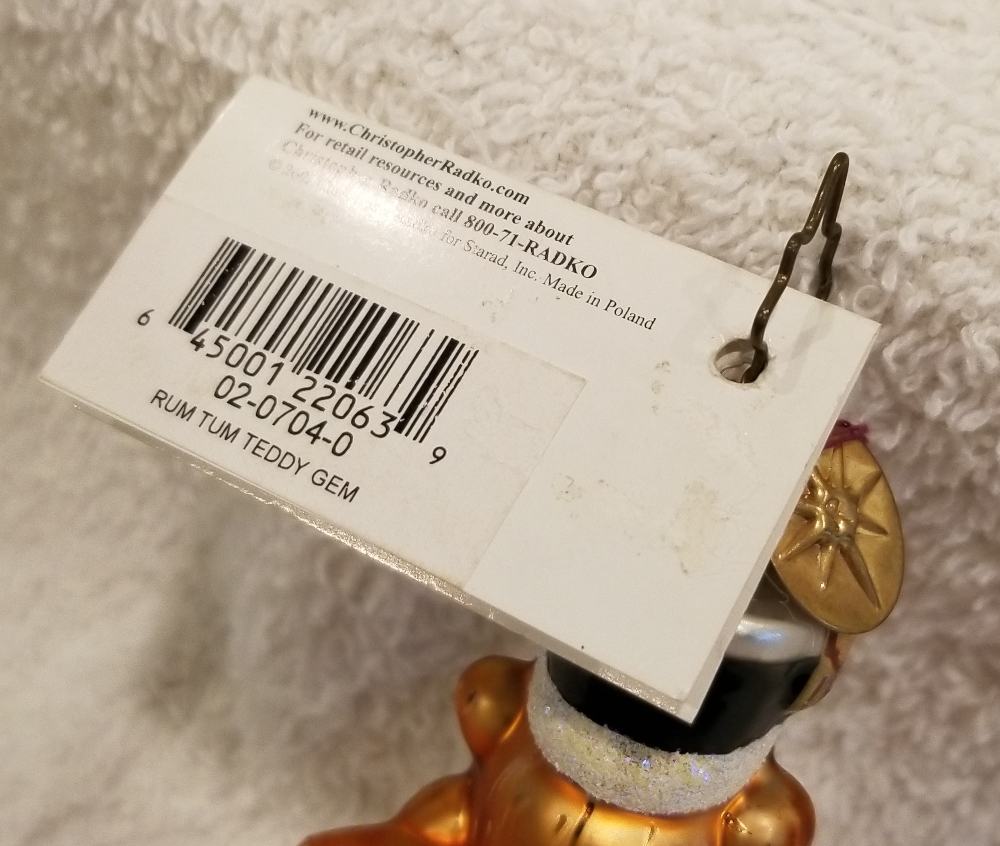 www.ChristopherRadko.com
For retail resources and more about
Christopher Radko call 800-71-RADKO
© for Starad, Inc. Made in Poland
6 45001 22063 9
02-0704-0
RUM TUM TEDDY GEM